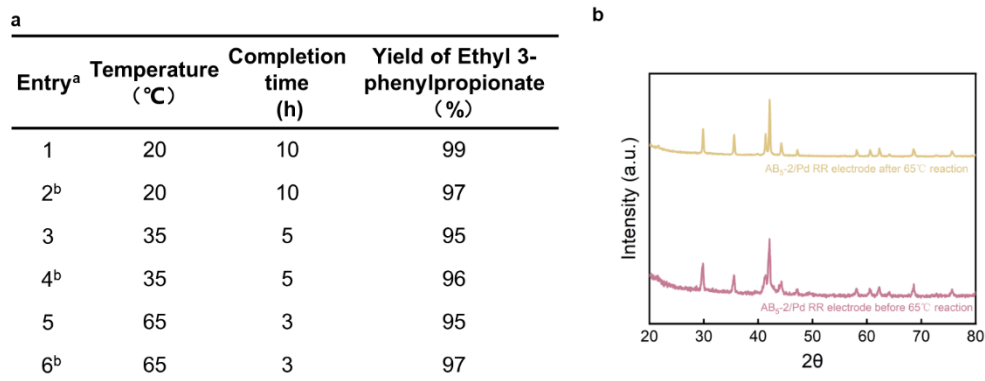 a
Entryᵃ Temperature (℃) Completion time (h) Yield of Ethyl 3-phenylpropionate (%)
1 20 10 99
2ᵇ 20 10 97
3 35 5 95
4ᵇ 35 5 96
5 65 3 95
6ᵇ 65 3 97
b
Intensity (a.u.)
AB₅-2/Pd RR electrode after 65℃ reaction
AB₅-2/Pd RR electrode before 65℃ reaction
20 30 40 50 60 70 80
2θ